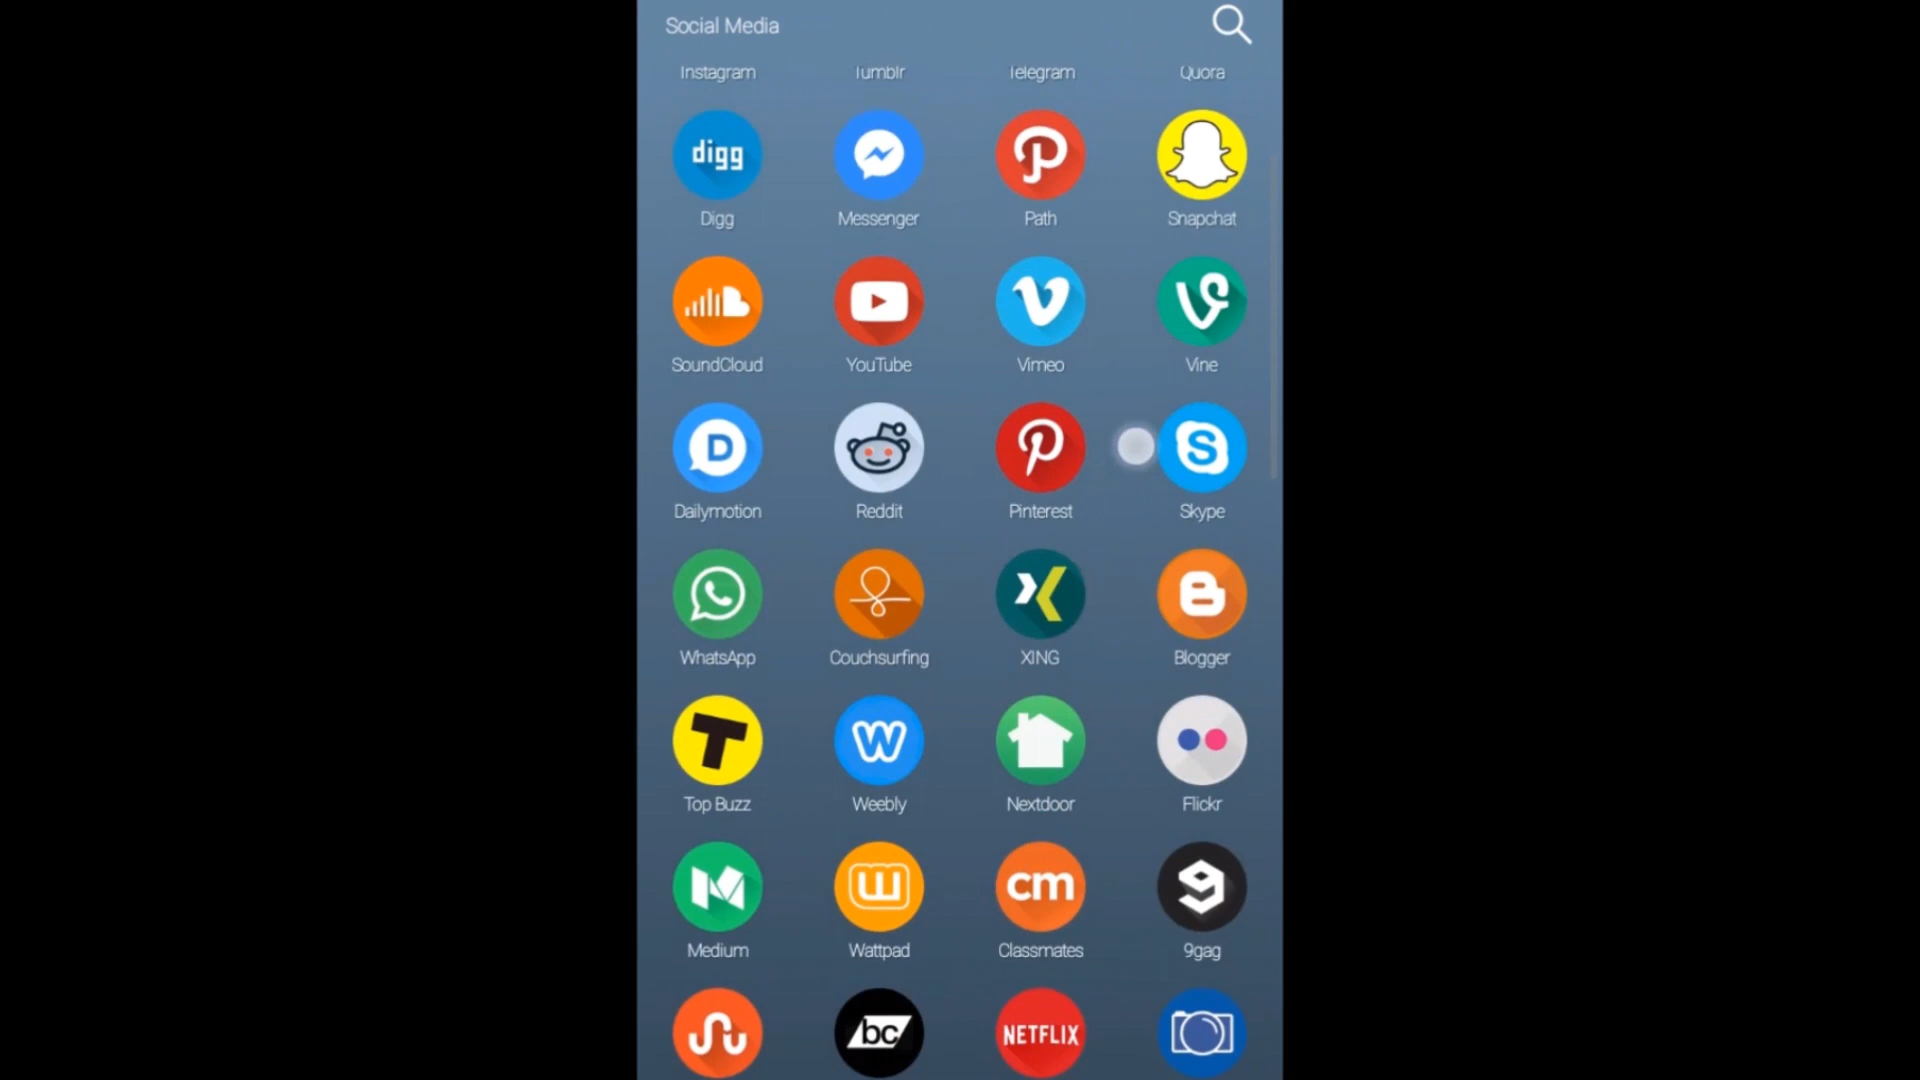 Social Media
Instagram Tumblr Telegram Quora
digg
Digg Messenger Path Snapchat
SoundCloud YouTube Vimeo Vine
D S
Dailymotion Reddit Pinterest Skype
WhatsApp Couchsurfing XING Blogger
T W
Top Buzz Weebly Nextdoor Flickr
M w cm 9
Medium Wattpad Classmates 9gag
bc NETFLIX